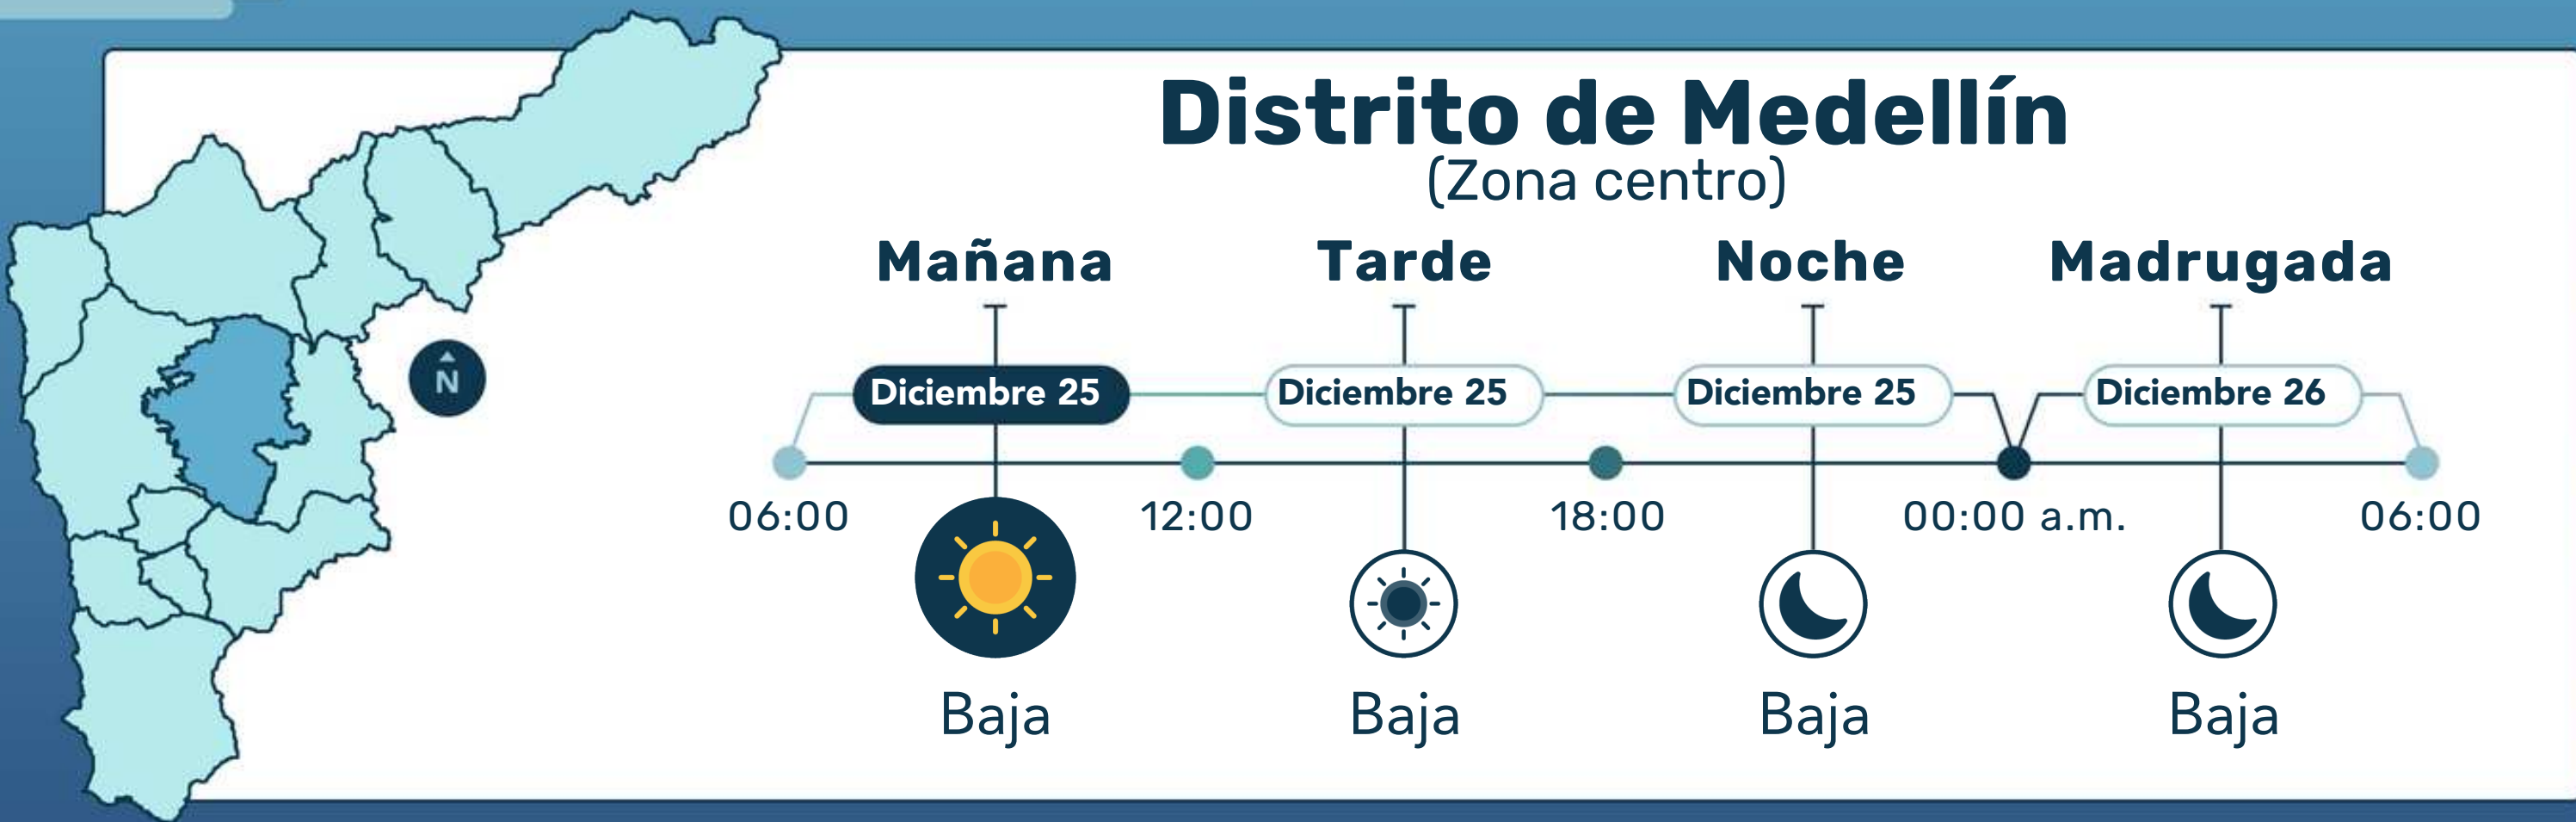 Distrito de Medellín
(Zona centro)
Mañana Tarde Noche Madrugada
Diciembre 25 Diciembre 25 Diciembre 25 Diciembre 26
N
06:00 12:00 18:00 00:00 a.m. 06:00
Baja Baja Baja Baja